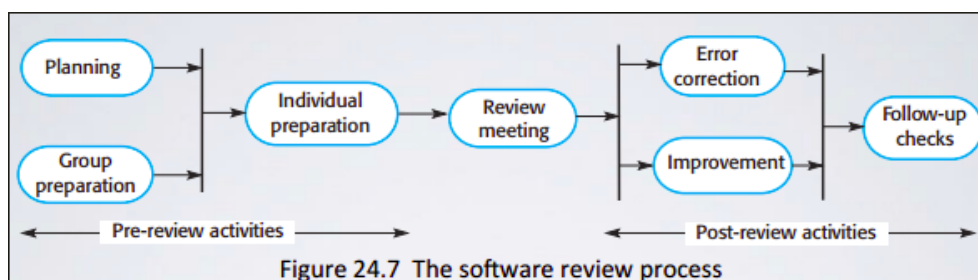 Planning
Group
preparation
Individual
preparation
Review
meeting
Error
correction
Improvement
Follow-up
checks
Pre-review activities
Post-review activities
Figure 24.7 The software review process